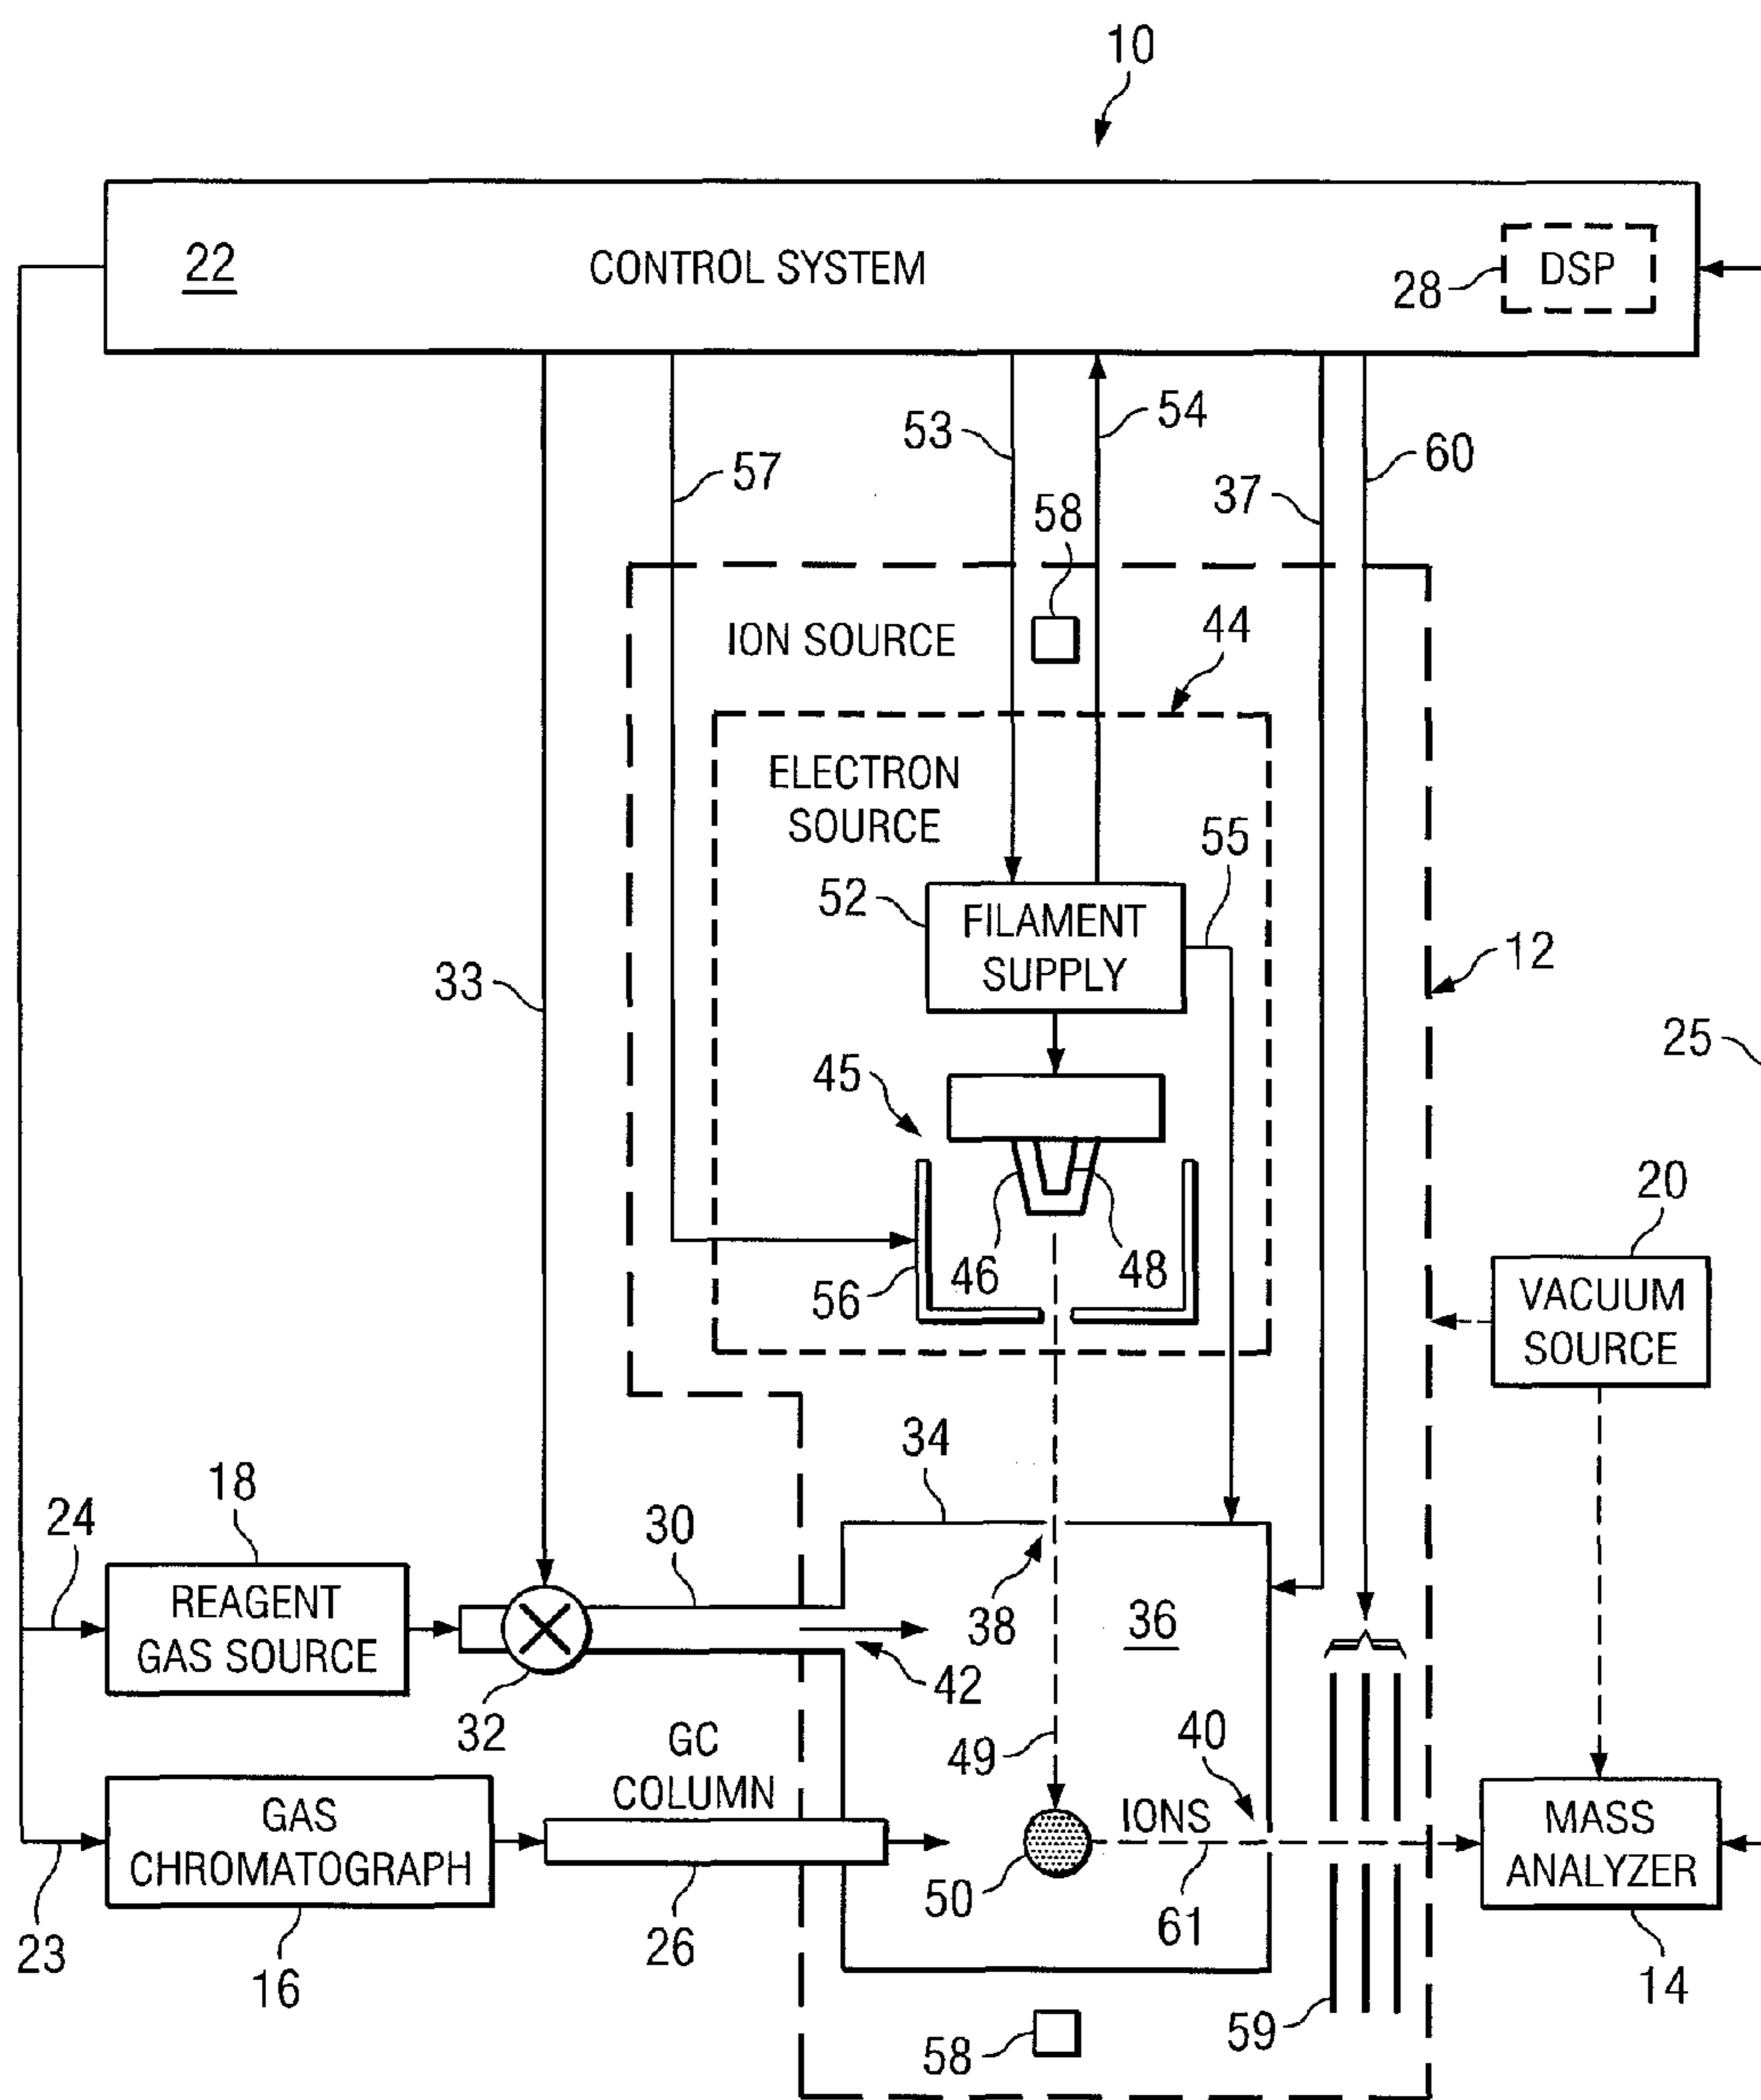 10
22
CONTROL SYSTEM
28
DSP
53
54
57
60
58
37
ION SOURCE
44
ELECTRON
SOURCE
55
52
FILAMENT
SUPPLY
12
33
25
45
20
46
48
56
VACUUM
SOURCE
34
18
24
30
REAGENT
GAS SOURCE
38
36
42
32
GC
COLUMN
49
40
GAS
CHROMATOGRAPH
IONS
MASS
ANALYZER
50
61
23
26
16
14
59
58